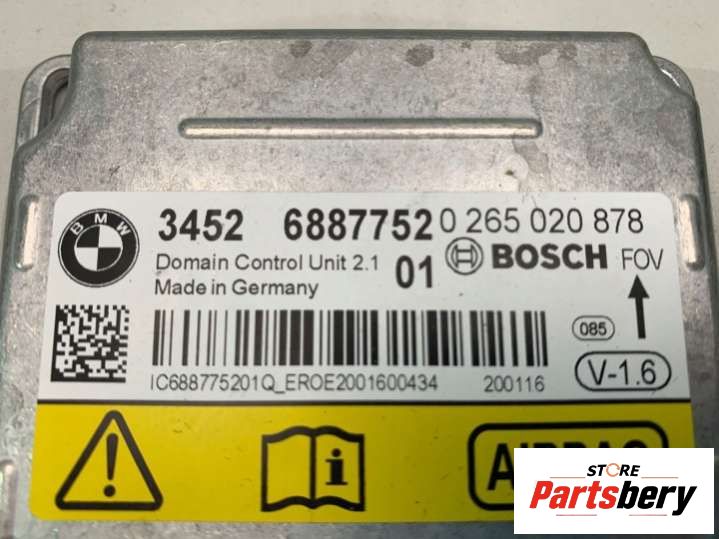 BMW
3452 6887752 0 265 020 878
Domain Control Unit 2.1 01 BOSCH FOV
Made in Germany
085
V-1.6
IC688775201Q_EROE2001600434 200116
i
STORE
Partsbery